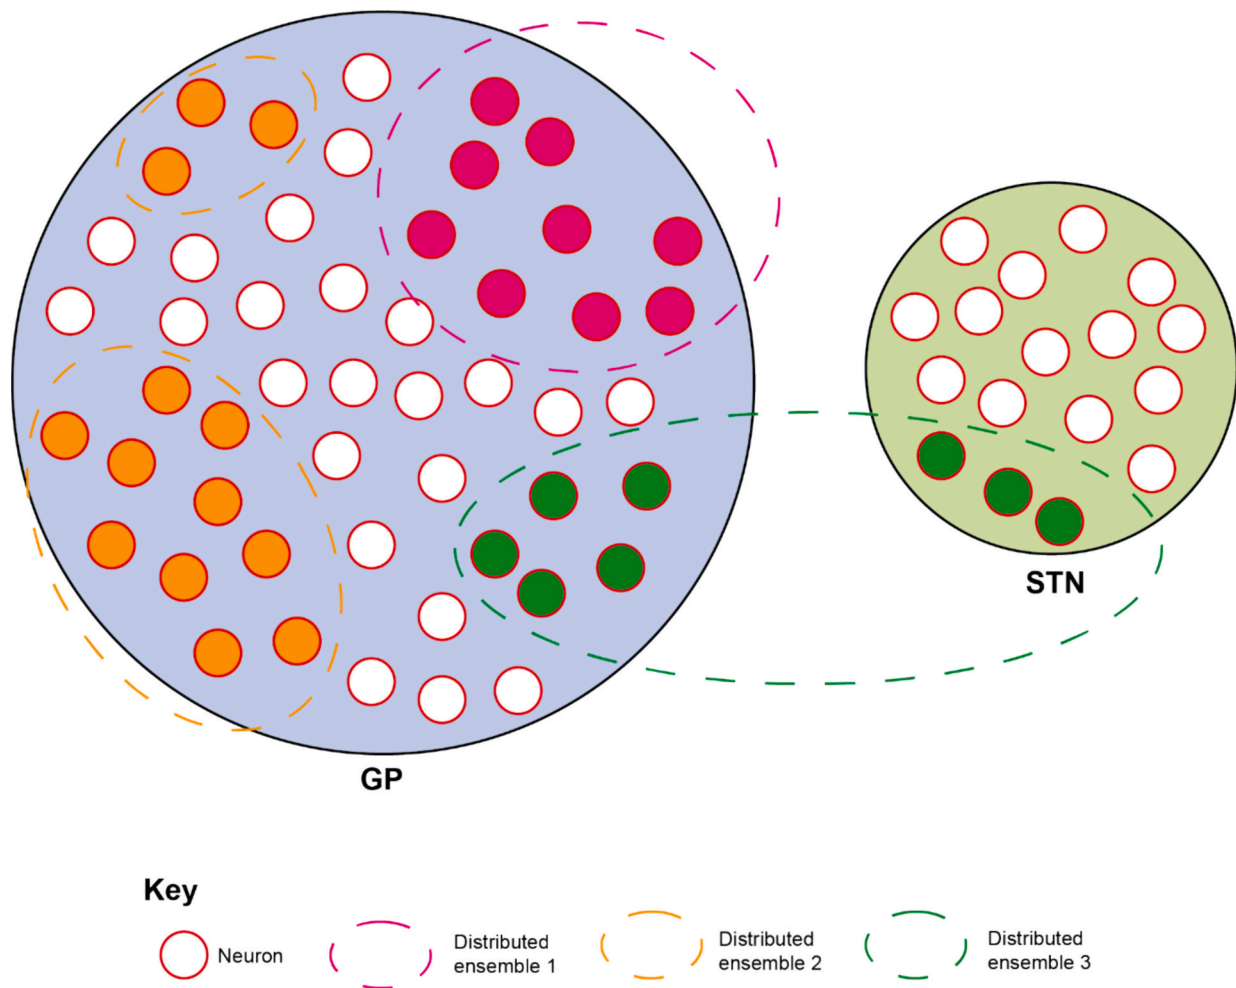 STN
GP
Key
Neuron
Distributed
ensemble 1
Distributed
ensemble 2
Distributed
ensemble 3